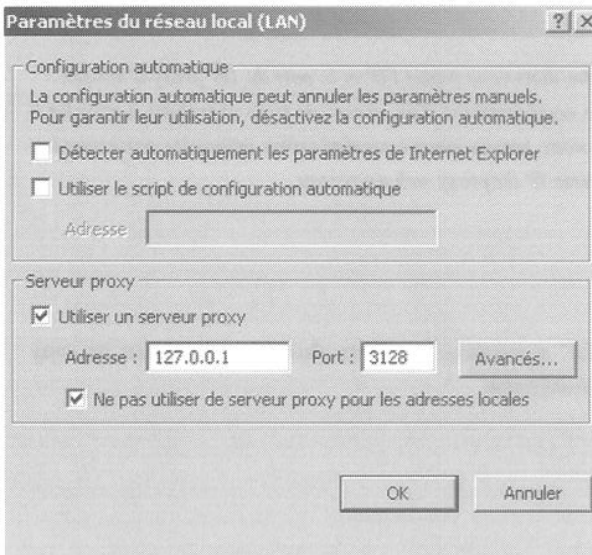 Paramètres du réseau local (LAN)
Configuration automatique
La configuration automatique peut annuler les paramètres manuels.
Pour garantir leur utilisation, désactivez la configuration automatique.
Détecter automatiquement les paramètres de Internet Explorer
Utiliser le script de configuration automatique
Adresse
Serveur proxy
Utiliser un serveur proxy
Adresse : 127.0.0.1 Port : 3128 Avancés...
Ne pas utiliser de serveur proxy pour les adresses locales
OK Annuler